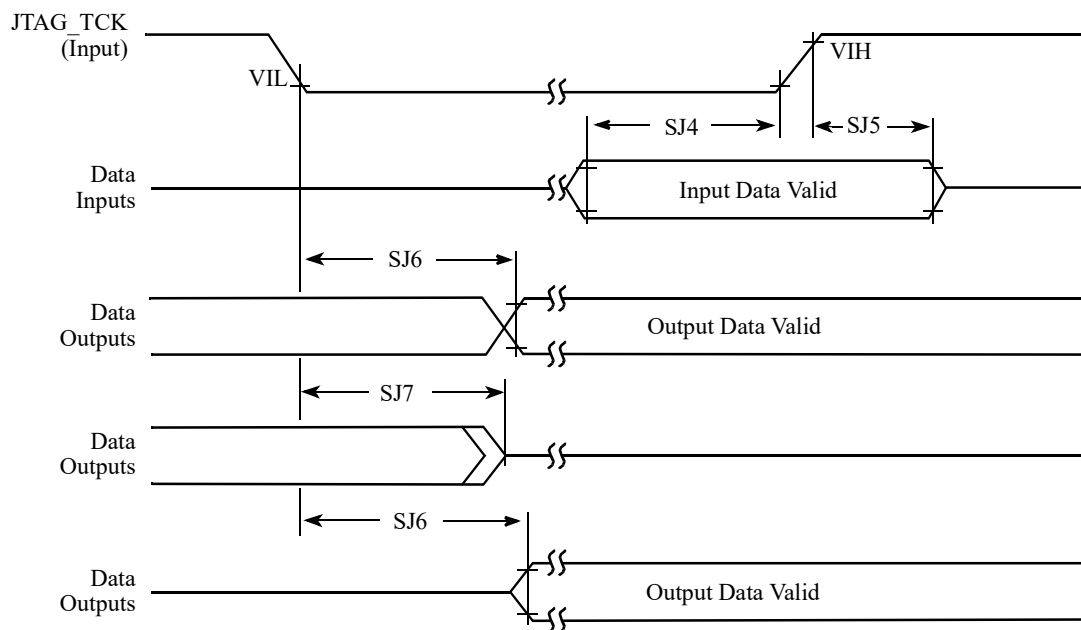 JTAG_TCK
(Input)
VIL
VIH
SJ4
SJ5
Data
Inputs
Input Data Valid
SJ6
Data
Outputs
Output Data Valid
SJ7
Data
Outputs
SJ6
Data
Outputs
Output Data Valid